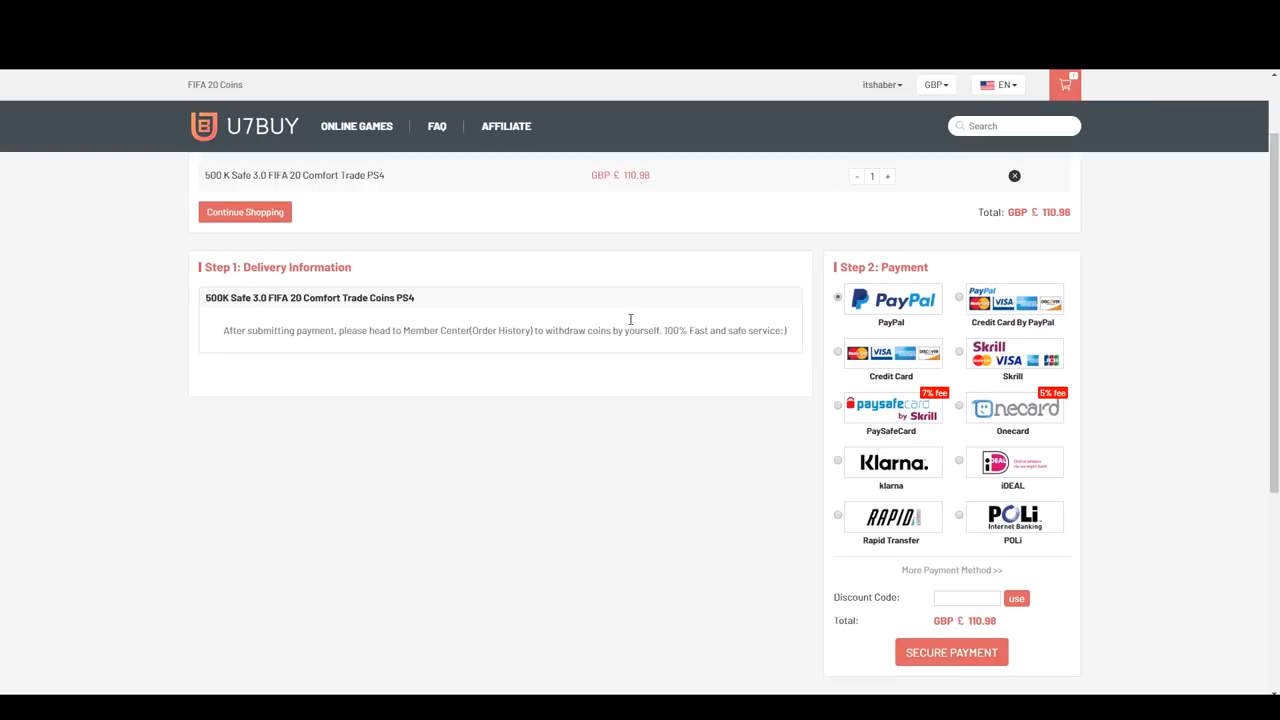 FIFA 20 Coins
itshaber
GBP
EN
1
U7BUY
ONLINE GAMES
FAQ
AFFILIATE
Search
500 K Safe 3.0 FIFA 20 Comfort Trade PS4
GBP £ 110.98
- 1 +
Continue Shopping
Total: GBP £ 110.98
Step 1: Delivery Information
500K Safe 3.0 FIFA 20 Comfort Trade Coins PS4
After submitting payment, please head to Member Center(Order History) to withdraw coins by yourself. 100% Fast and safe service:)
Step 2: Payment
PayPal
PayPal
PayPal
MasterCard VISA DISCOVER
Credit Card By PayPal
MasterCard VISA DISCOVER
Credit Card
Skrill
MasterCard VISA JCB
Skrill
7% fee
paysafecard
by Skrill
PaySafeCard
5% fee
Onecard
Onecard
Klarna.
klarna
iDEAL
iDEAL
RAPID
Rapid Transfer
POLi
Internet Banking
POLi
More Payment Method >>
Discount Code:
use
Total:
GBP £ 110.98
SECURE PAYMENT